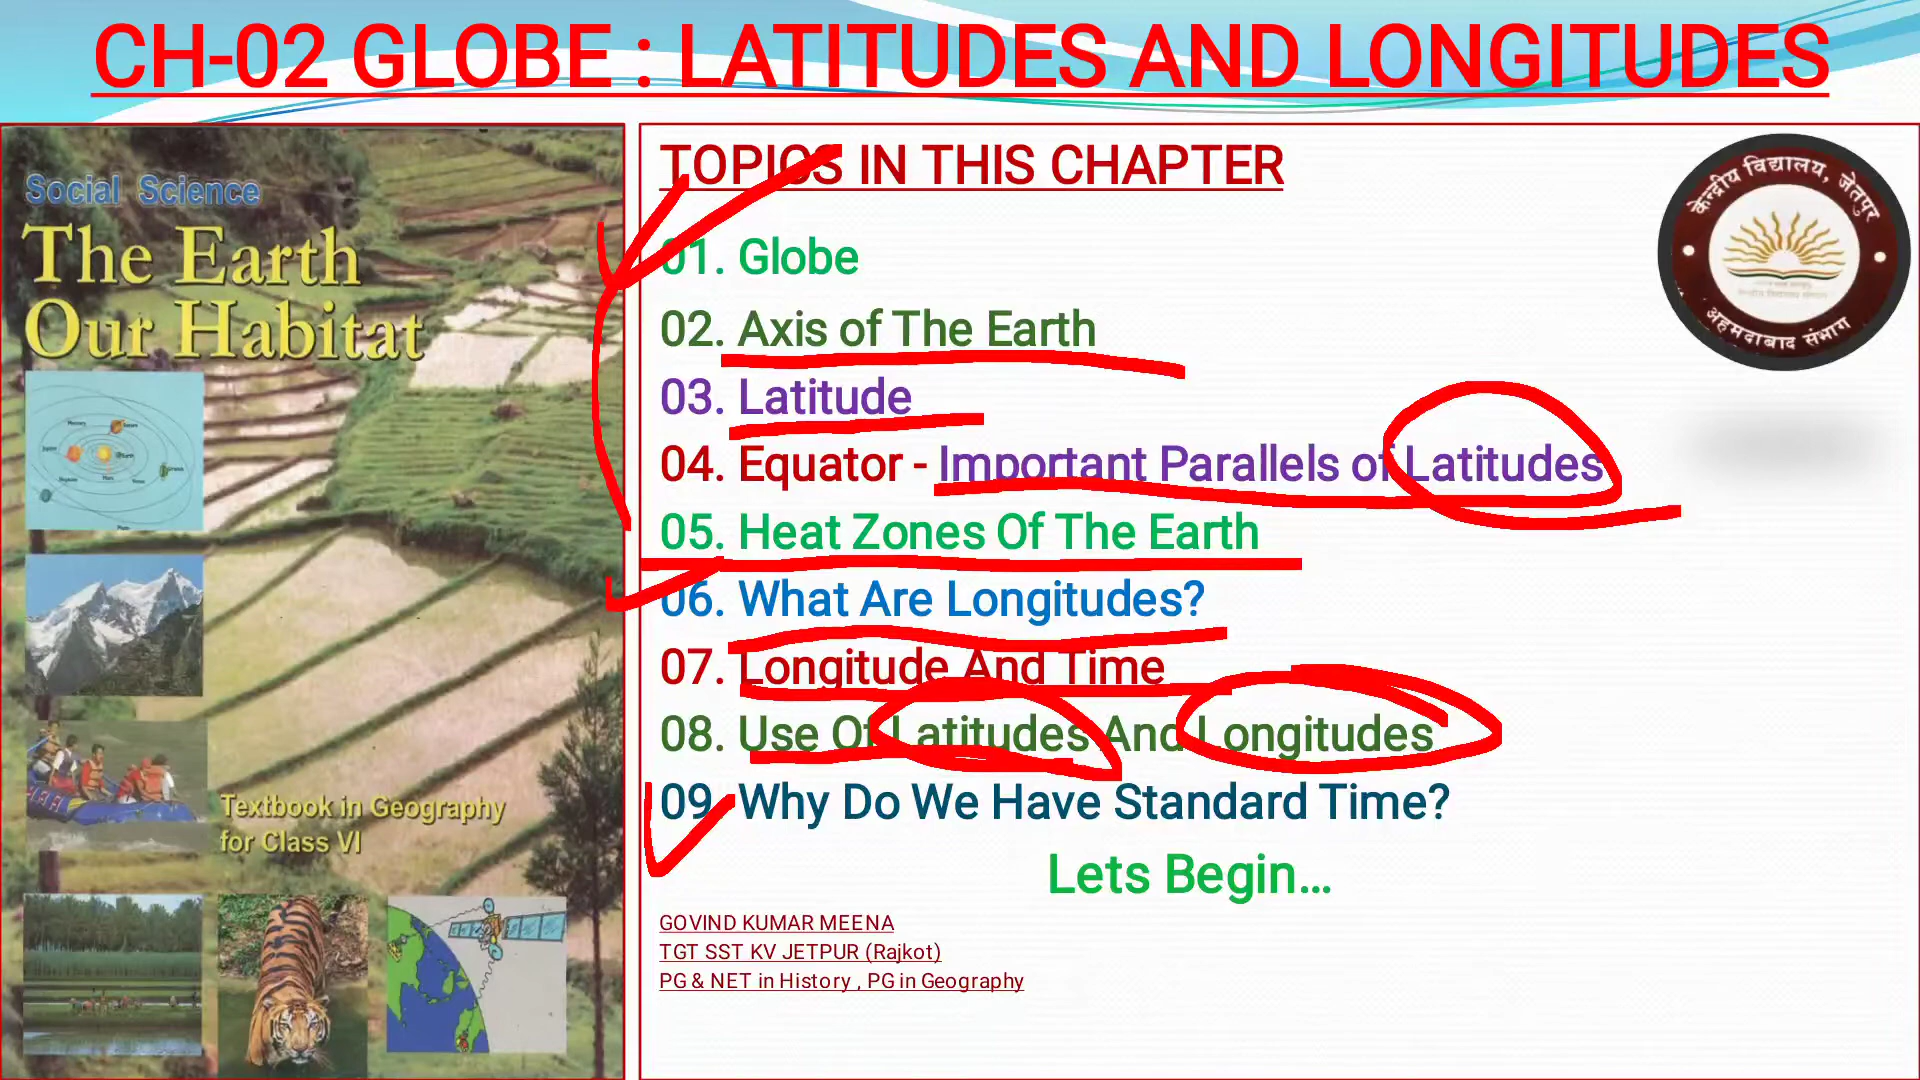 CH-02 GLOBE : LATITUDES AND LONGITUDES
Social Science
The Earth
Our Habitat
Textbook in Geography
for Class VI
TOPICS IN THIS CHAPTER
01. Globe
02. Axis of The Earth
03. Latitude
04. Equator - Important Parallels of Latitudes
05. Heat Zones Of The Earth
06. What Are Longitudes?
07. Longitude And Time
08. Use Of Latitudes And Longitudes
09. Why Do We Have Standard Time?
Lets Begin...
GOVIND KUMAR MEENA
TGT SST KV JETPUR (Rajkot)
PG & NET in History , PG in Geography
केन्द्रीय विद्यालय, जेतपुर
अहमदाबाद संभाग